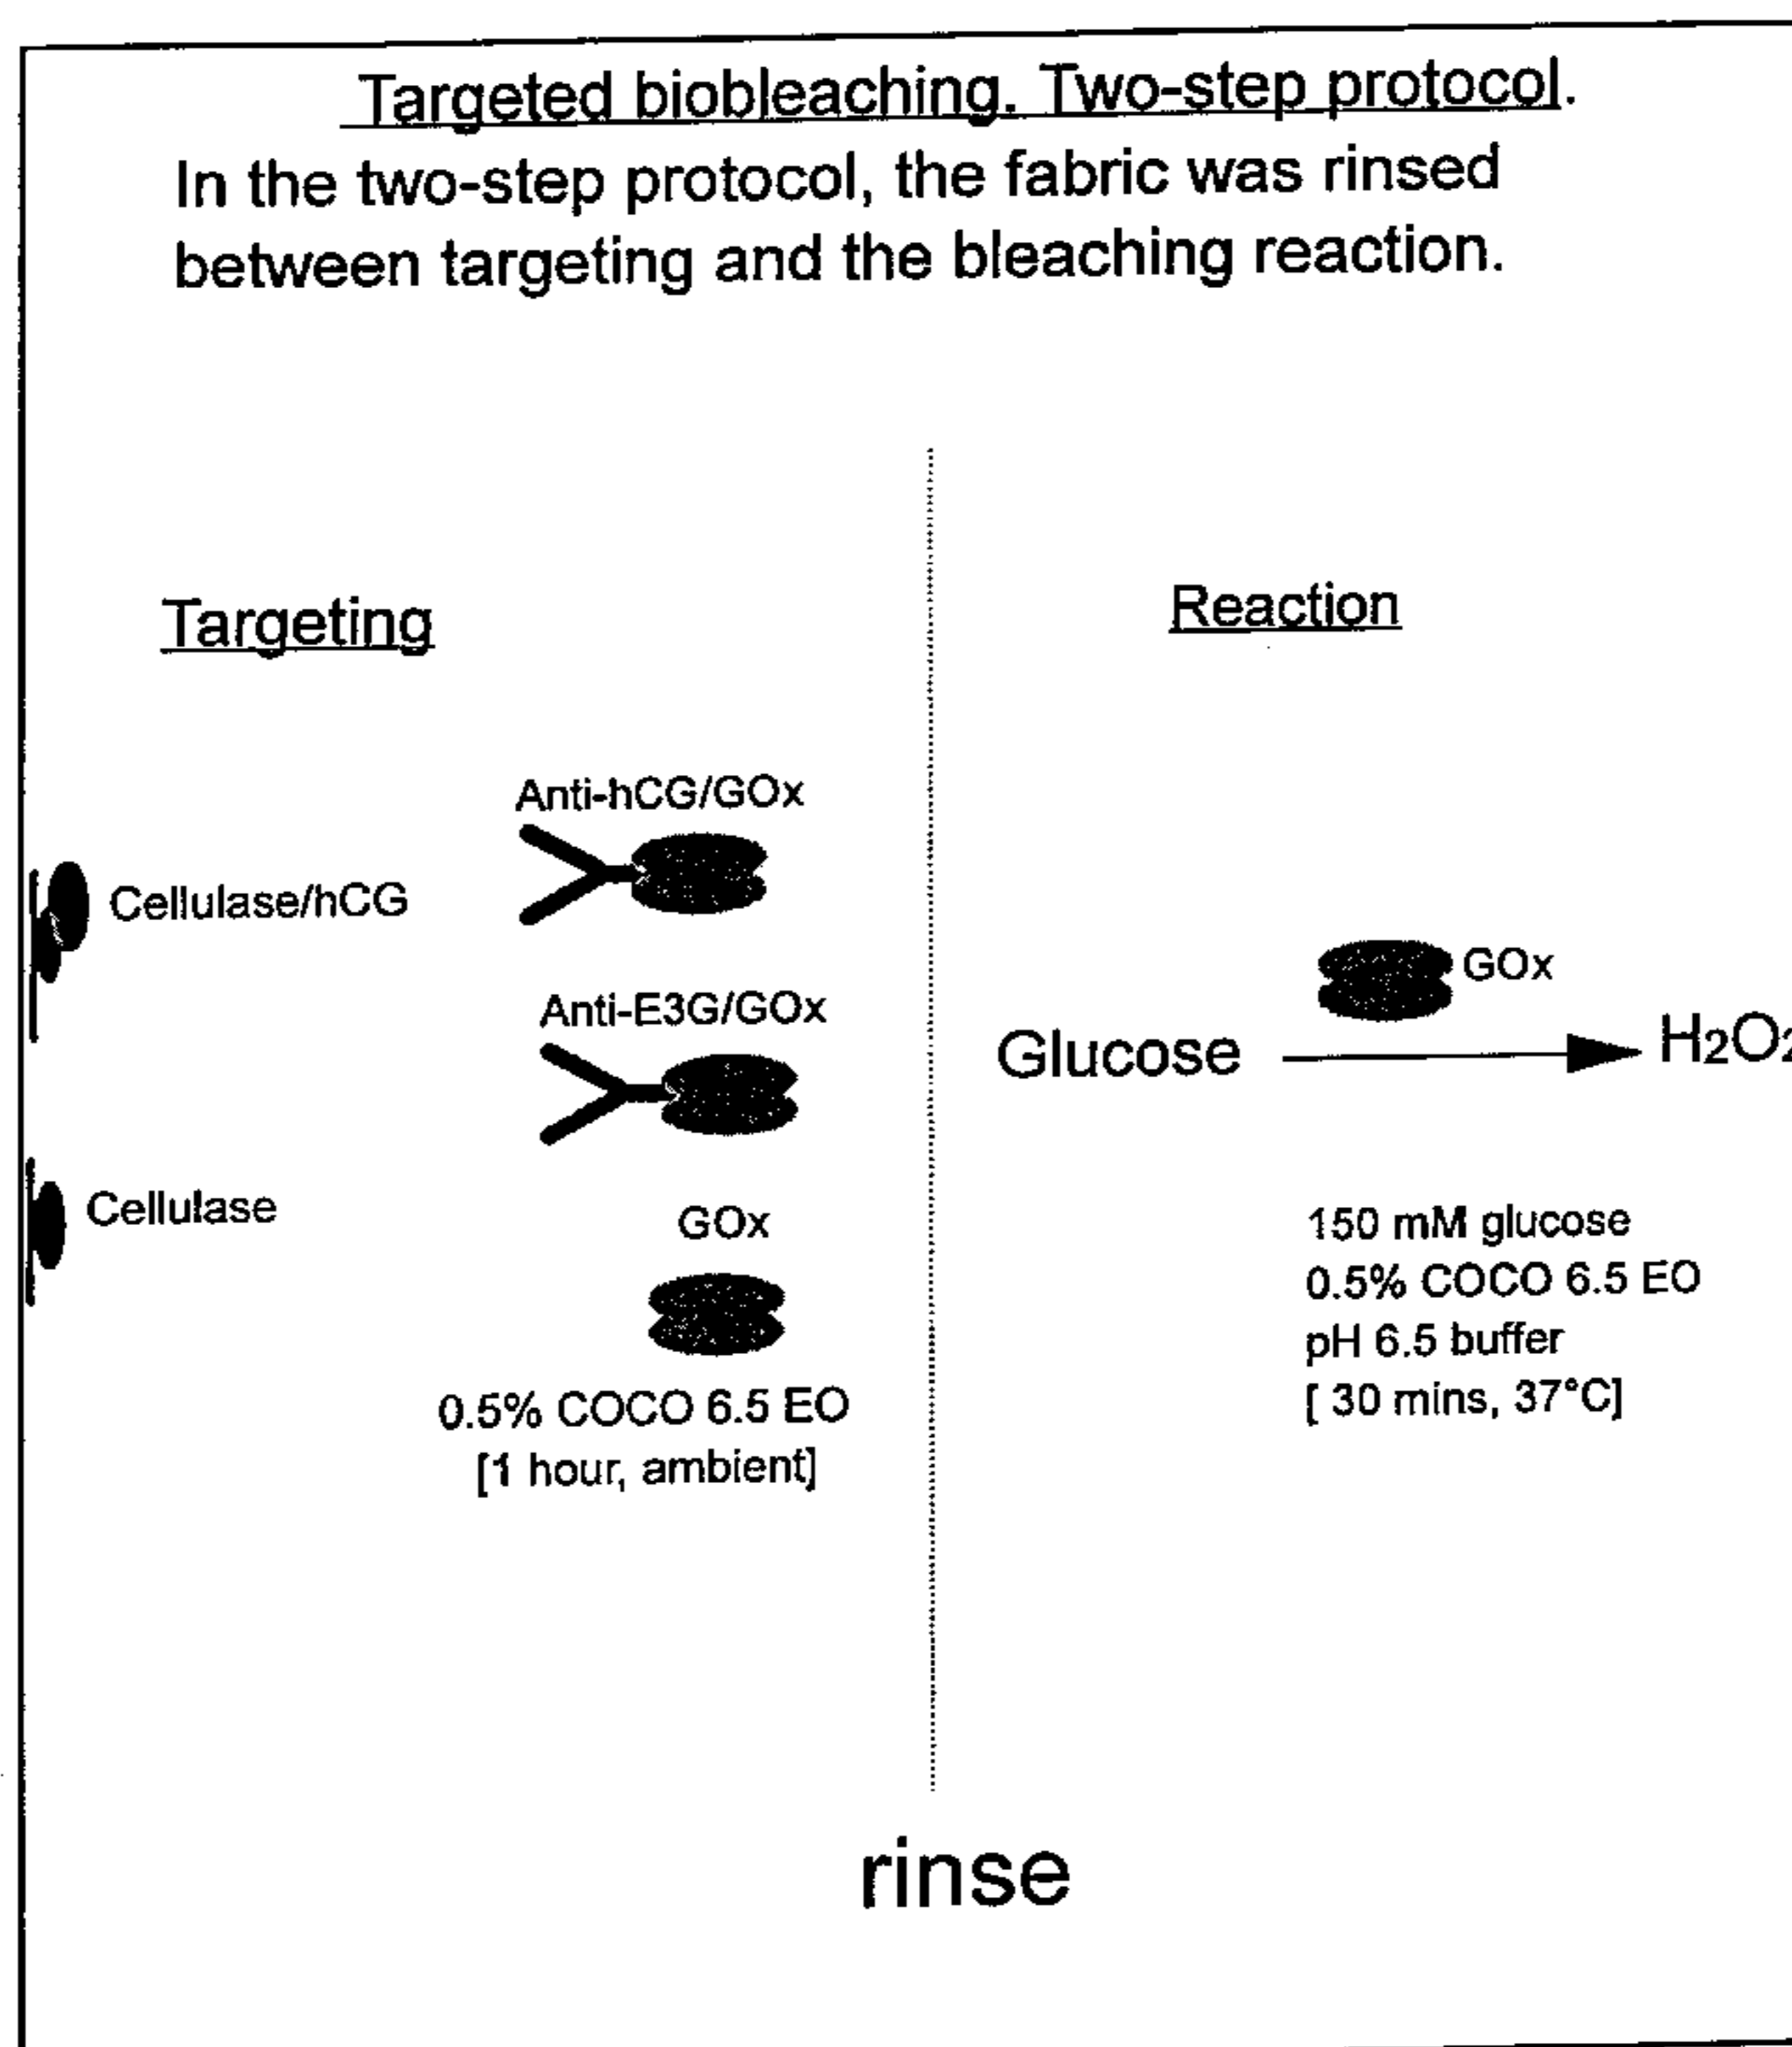 Targeted biobleaching. Two-step protocol.
In the two-step protocol, the fabric was rinsed
between targeting and the bleaching reaction.
Targeting
Anti-hCG/GOx
Cellulase/hCG
Anti-E3G/GOx
Cellulase
GOx
0.5% COCO 6.5 EO
[1 hour, ambient]
Reaction
GOx
Glucose
H2O2
150 mM glucose
0.5% COCO 6.5 EO
pH 6.5 buffer
[ 30 mins, 37°C]
rinse